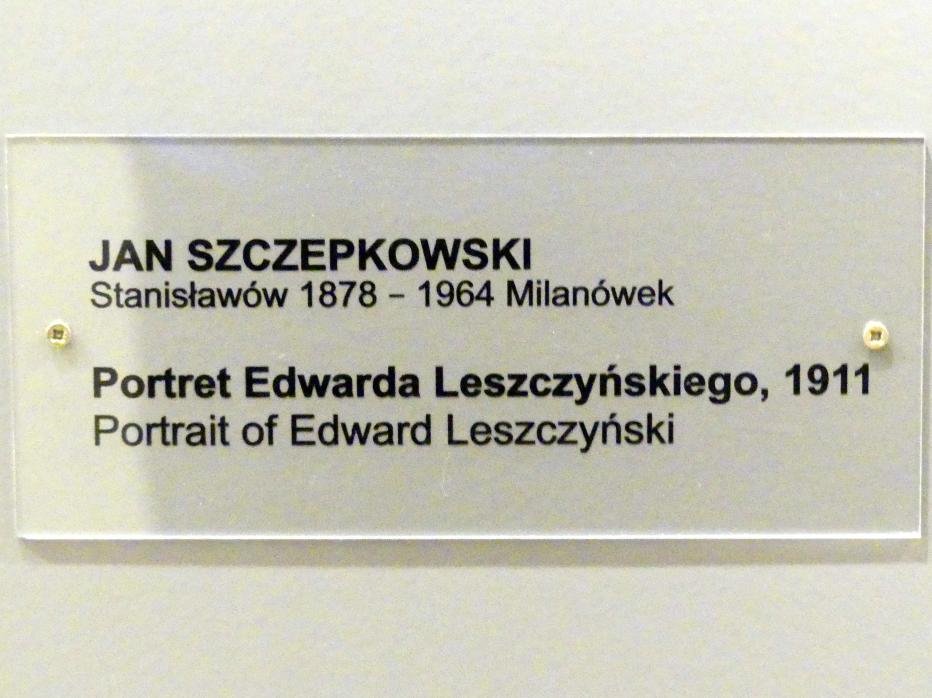 JAN SZCZEPKOWSKI
Stanisławów 1878 – 1964 Milanówek
Portret Edwarda Leszczyńskiego, 1911
Portrait of Edward Leszczyński